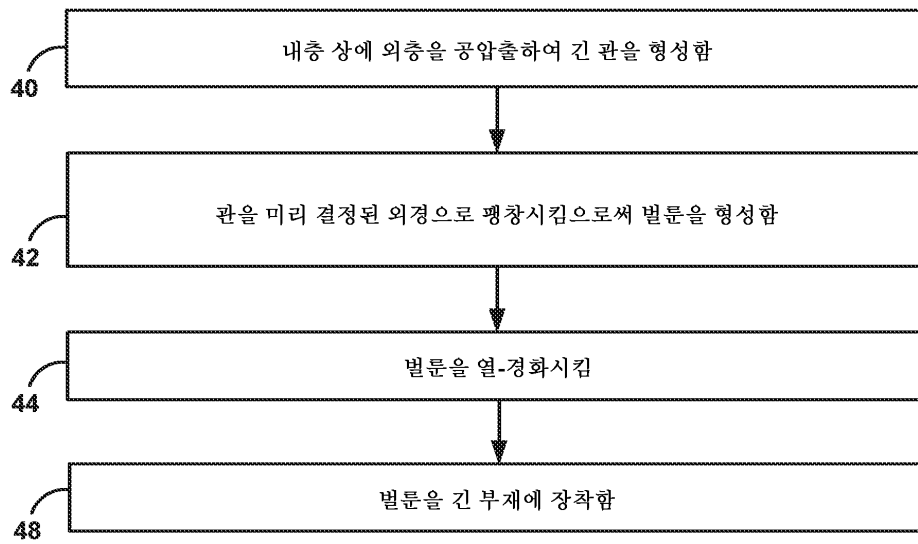 내층 상에 외층을 공압출하여 긴 관을 형성함
40
관을 미리 결정된 외경으로 팽창시킴으로써 벌룬을 형성함
42
벌룬을 열-경화시킴
44
벌룬을 긴 부재에 장착함
48